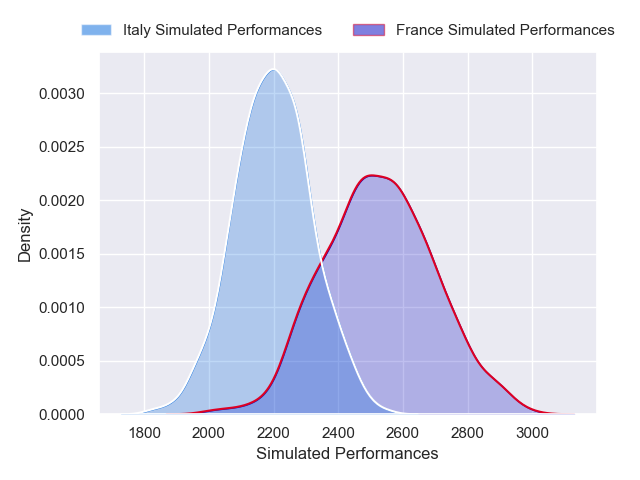 Italy Simulated Performances France Simulated Performances
0.0030
0.0025
0.0020
0.0015
0.0010
0.0005
0.0000
Density
1800 2000 2200 2400 2600 2800 3000
Simulated Performances